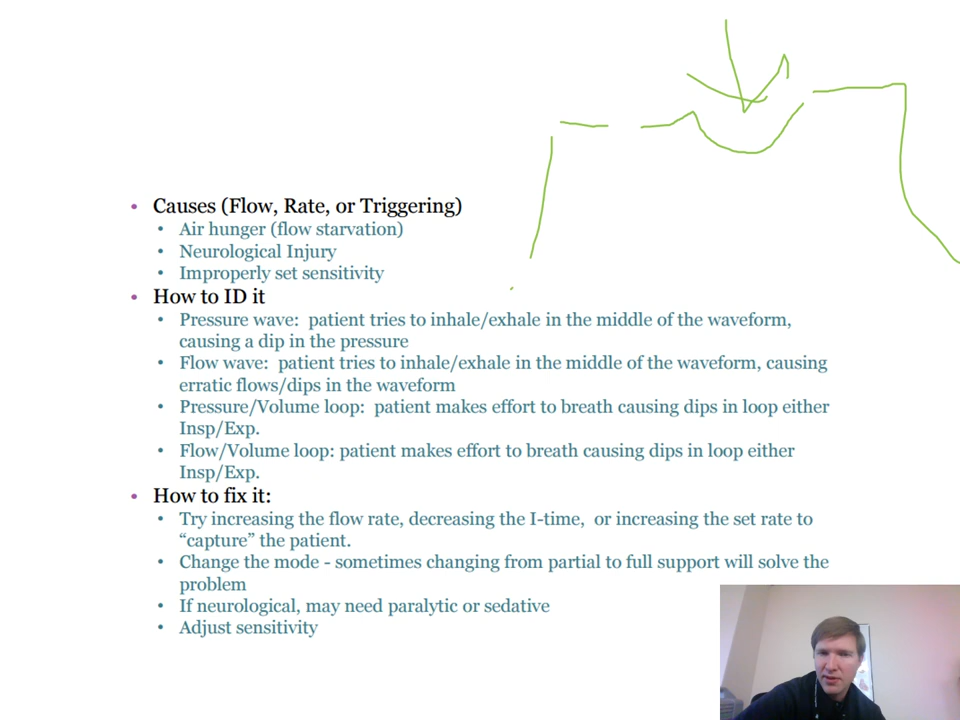 • Causes (Flow, Rate, or Triggering)
• Air hunger (flow starvation)
• Neurological Injury
• Improperly set sensitivity
• How to ID it
• Pressure wave: patient tries to inhale/exhale in the middle of the waveform,
causing a dip in the pressure
• Flow wave: patient tries to inhale/exhale in the middle of the waveform, causing
erratic flows/dips in the waveform
• Pressure/Volume loop: patient makes effort to breath causing dips in loop either
Insp/Exp.
• Flow/Volume loop: patient makes effort to breath causing dips in loop either
Insp/Exp.
• How to fix it:
• Try increasing the flow rate, decreasing the I-time, or increasing the set rate to
“capture” the patient.
• Change the mode - sometimes changing from partial to full support will solve the
problem
• If neurological, may need paralytic or sedative
• Adjust sensitivity